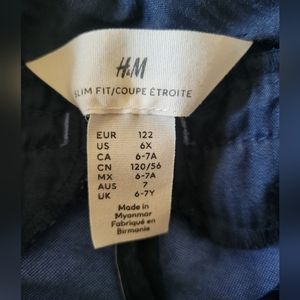 H&M
SLIM FIT/COUPE ÉTROITE
EUR 122
US 6X
CA 6-7A
CN 120/56
MX 6-7A
AUS 7
UK 6-7Y
Made in
Myanmar
Fabriqué en
Birmanie